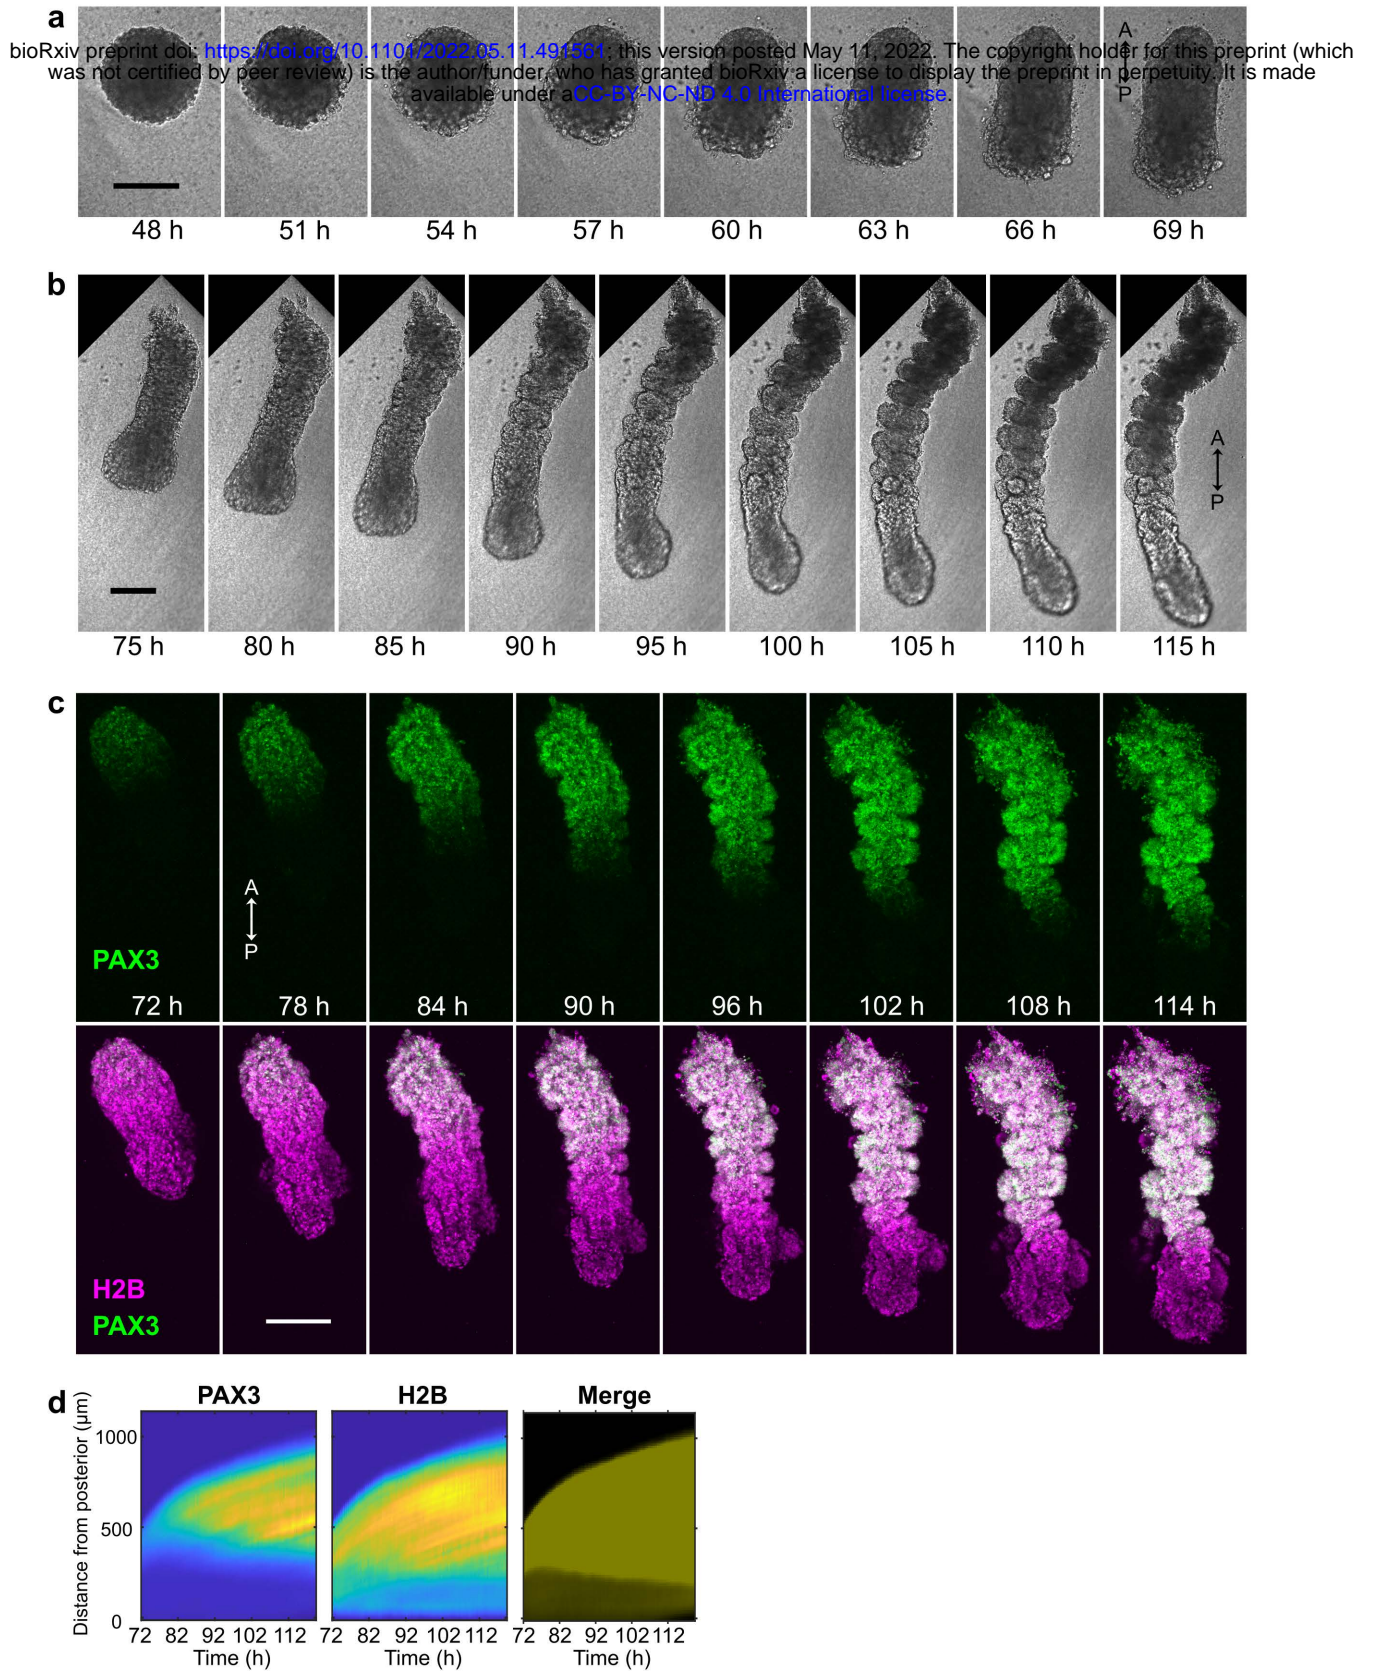 a
A
bioRxiv preprint doi: https://doi.org/10.1101/2022.05.11.491561; this version posted May 11, 2022. The copyright holder for this preprint (which
was not certified by peer review) is the author/funder, who has granted bioRxiv a license to display the preprint in perpetuity. It is made
available under aCC-BY-NC-ND 4.0 International license.
P
48 h 51 h 54 h 57 h 60 h 63 h 66 h 69 h
b
A
P
75 h 80 h 85 h 90 h 95 h 100 h 105 h 110 h 115 h
c
A
P
PAX3
72 h 78 h 84 h 90 h 96 h 102 h 108 h 114 h
H2B
PAX3
d
PAX3 H2B Merge
Distance from posterior (µm)
1000
500
0
72 82 92 102 112 72 82 92 102 112 72 82 92 102 112
Time (h) Time (h) Time (h)